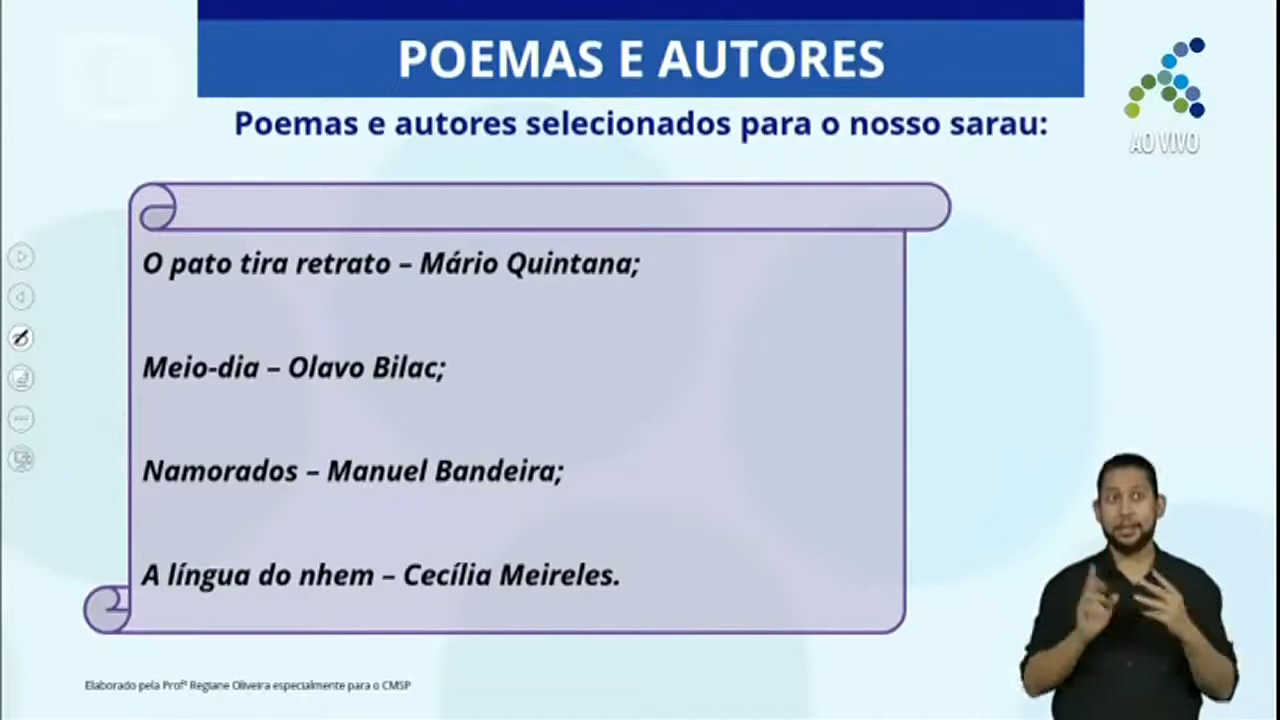 POEMAS E AUTORES
AO VIVO
Poemas e autores selecionados para o nosso sarau:
O pato tira retrato – Mário Quintana;
Meio-dia – Olavo Bilac;
Namorados – Manuel Bandeira;
A língua do nhem – Cecília Meireles.
Elaborado pela Profª Regiane Oliveira especialmente para o CMSP